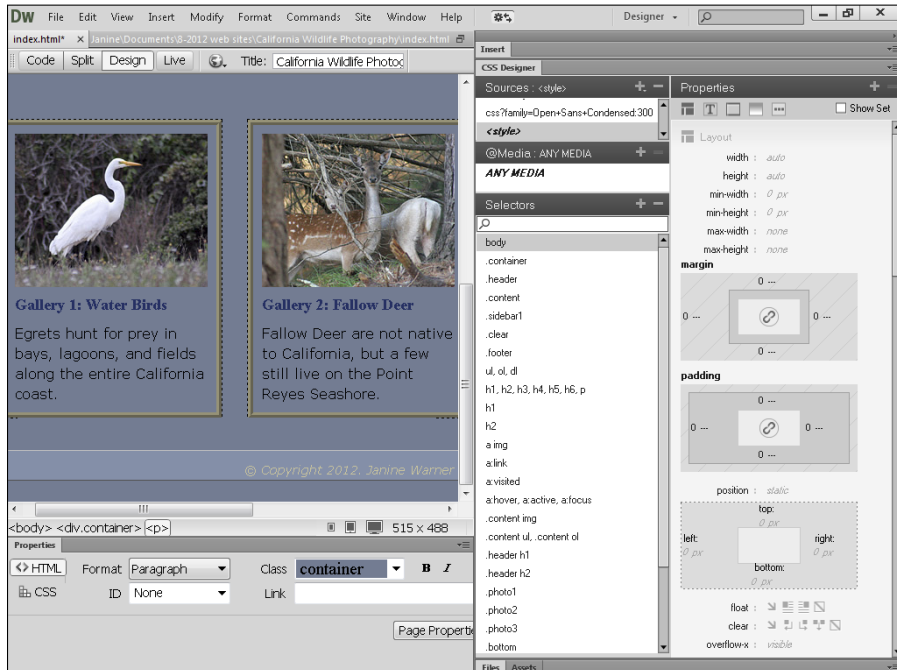 DW File Edit View Insert Modify Format Commands Site Window Help Designer
index.html* x Janine\Documents\8-2012 web sites\California Wildlife Photography\index.html
Code Split Design Live Title: California Wildlife Photog
Gallery 1: Water Birds
Egrets hunt for prey in
bays, lagoons, and fields
along the entire California
coast.
Gallery 2: Fallow Deer
Fallow Deer are not native
to California, but a few
still live on the Point
Reyes Seashore.
© Copyright 2012. Janine Warner
<body> <div.container> <p> 515 x 488
Properties
<> HTML Format Paragraph Class container B I
CSS ID None Link
Page Properti
Insert
CSS Designer
Sources : <style>
css?family=Open+Sans+Condensed:300
<style>
@Media : ANY MEDIA
ANY MEDIA
Selectors
body
.container
.header
.content
.sidebar1
.clear
.footer
ul, ol, dl
h1, h2, h3, h4, h5, h6, p
h1
h2
a img
a:link
a:visited
a:hover, a:active, a:focus
.content img
.content ul, .content ol
.header h1
.header h2
.photo1
.photo2
.photo3
.bottom
Properties
T Show Set
Layout
width : auto
height : auto
min-width : 0 px
min-height : 0 px
max-width : none
max-height : none
margin
0 ---
0 --- 0 ---
0 ---
padding
0 ---
0 --- 0 ---
0 ---
position : static
top:
0 px
left: right:
0 px 0 px
bottom:
0 px
float :
clear :
overflow-x : visible
Files Assets